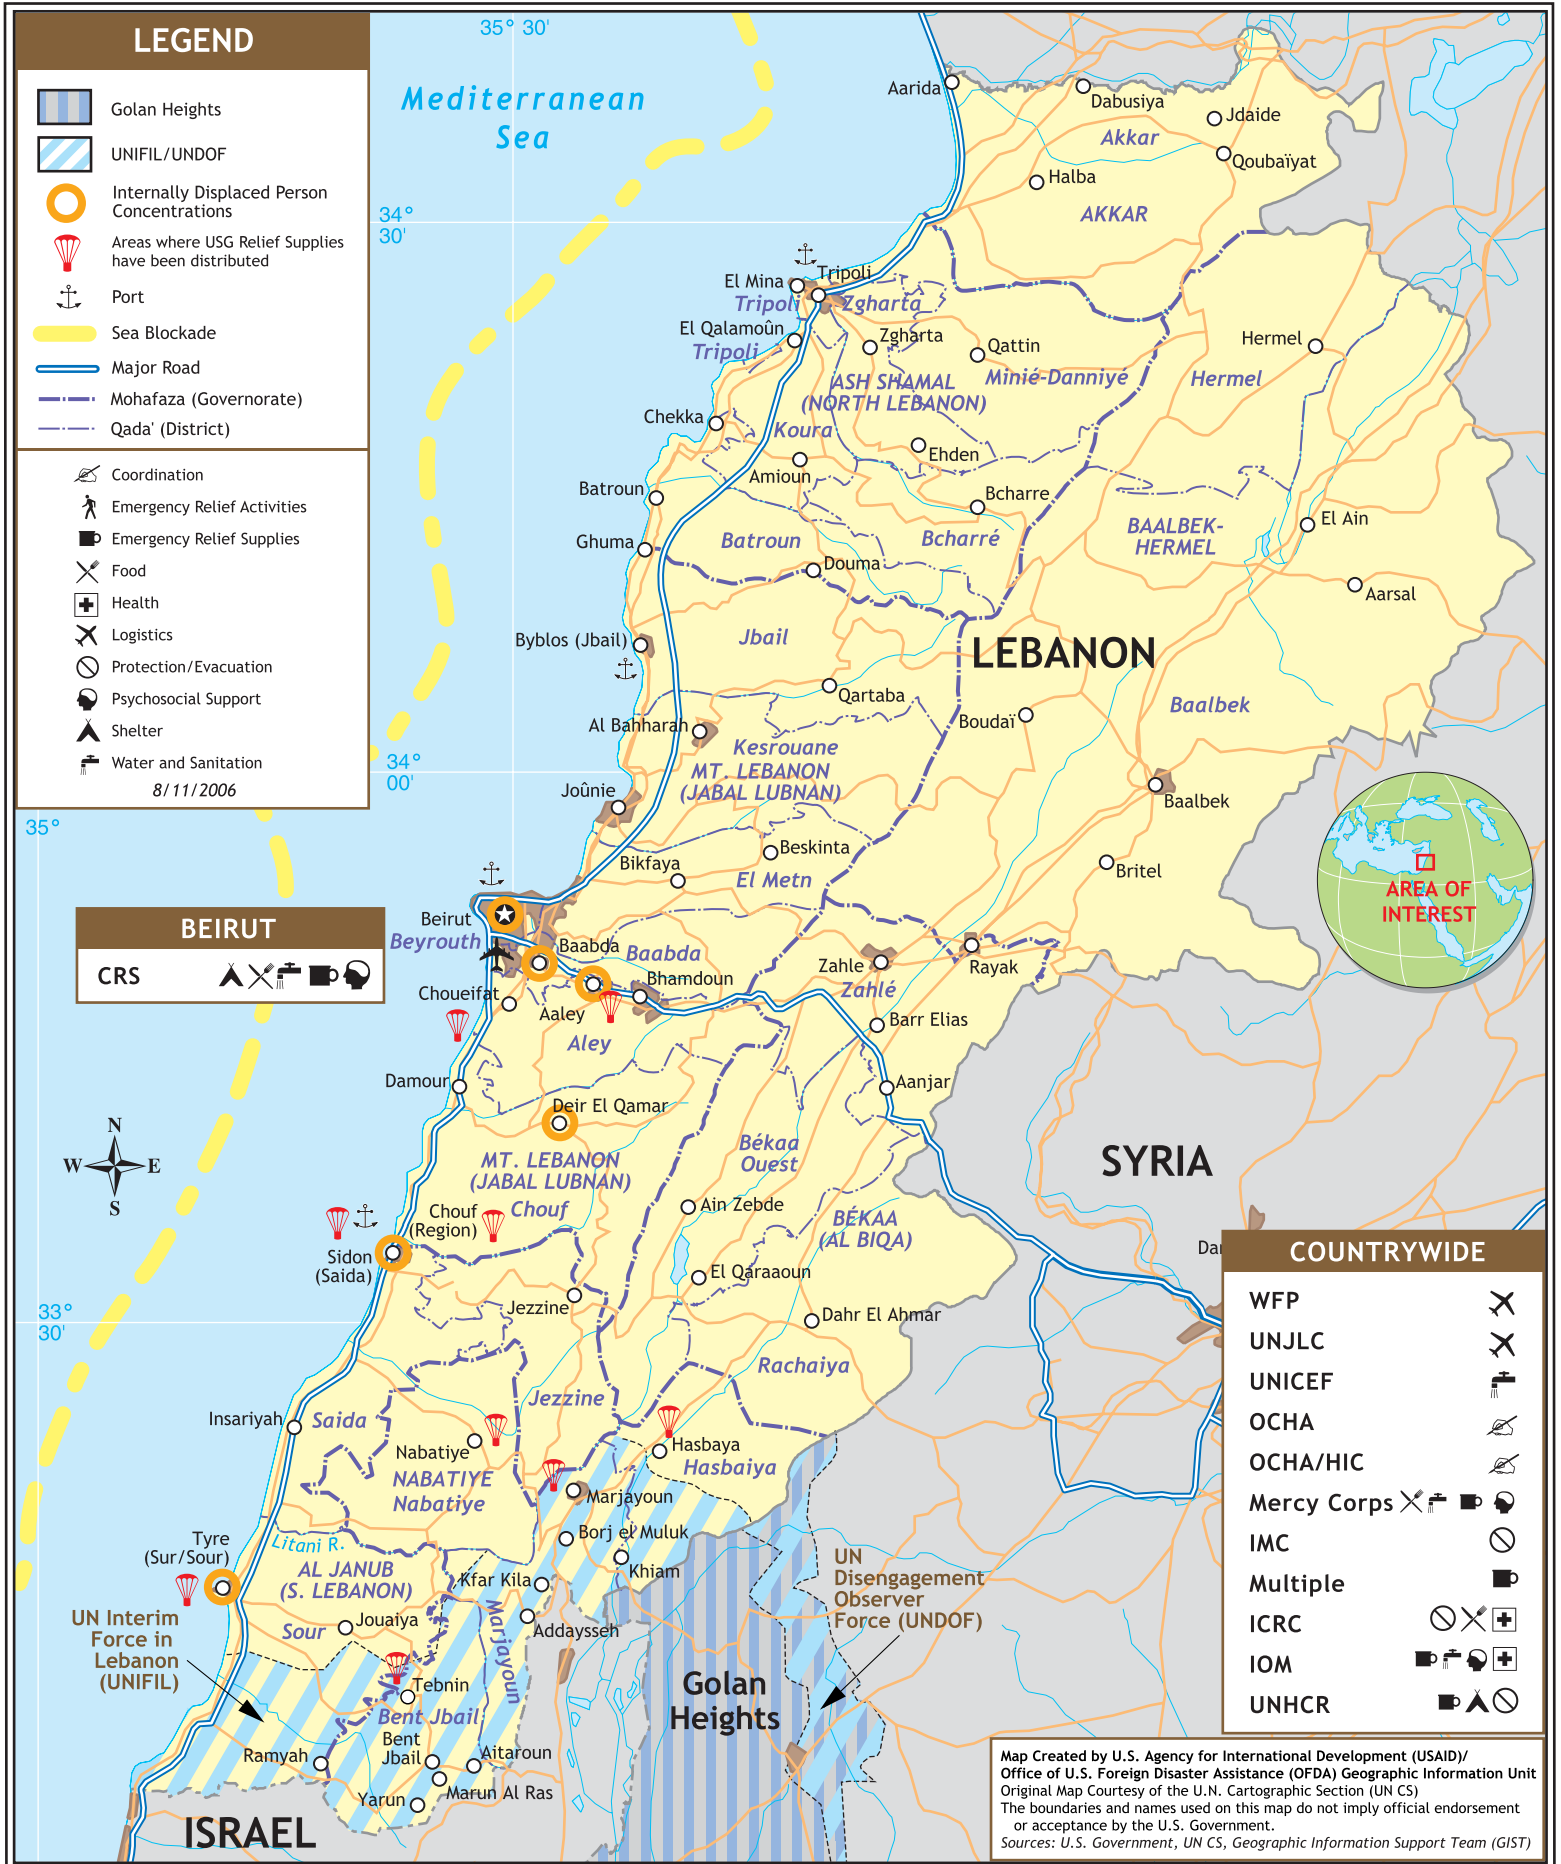 LEGEND
Golan Heights
UNIFIL/UNDOF
Internally Displaced Person
Concentrations
Areas where USG Relief Supplies
have been distributed
Port
Sea Blockade
Major Road
Mohafaza (Governorate)
Qada' (District)
Coordination
Emergency Relief Activities
Emergency Relief Supplies
Food
Health
Logistics
Protection/Evacuation
Psychosocial Support
Shelter
Water and Sanitation
8/11/2006
35° 30'
Mediterranean
Sea
34°
30'
34°
00'
35°
33°
30'
Aarida
Dabusiya
Jdaide
Akkar
Qoubaïyat
Halba
AKKAR
El Mina
Tripoli
Tripoli
Zgharta
El Qalamoûn
Tripoli
Zgharta
Qattin
Hermel
ASH SHAMAL
(NORTH LEBANON)
Minié-Danniyé
Hermel
Chekka
Koura
Ehden
Amioun
Batroun
Bcharre
El Ain
BAALBEK-
HERMEL
Ghuma
Batroun
Bcharré
Douma
Aarsal
Byblos (Jbail)
Jbail
LEBANON
Qartaba
Boudaï
Baalbek
Al Bahharah
Kesrouane
MT. LEBANON
(JABAL LUBNAN)
Joûnie
Baalbek
Beskinta
Bikfaya
El Metn
Britel
AREA OF
INTEREST
BEIRUT
CRS
Beirut
Beyrouth
Baabda
Baabda
Zahle
Rayak
Bhamdoun
Zahlé
Choueifat
Aaley
Barr Elias
Aley
Damour
Aanjar
Deir El Qamar
N
W
E
S
MT. LEBANON
(JABAL LUBNAN)
Békaa
Ouest
SYRIA
Chouf
(Region)
Chouf
Ain Zebde
BÉKAA
(AL BIQA)
Sidon
(Saida)
El Qaraaoun
Jezzine
Dahr El Ahmar
Rachaiya
Jezzine
Insariyah
Saida
Nabatiye
Hasbaya
Hasbaiya
NABATIYE
Nabatiye
Marjayoun
Tyre
(Sur/Sour)
Litani R.
Borj el Muluk
Khiam
AL JANUB
(S. LEBANON)
Kfar Kila
Marjayoun
Addaysseh
Jouaiya
Sour
UN Interim
Force in
Lebanon
(UNIFIL)
UN
Disengagement
Observer
Force (UNDOF)
Tebnin
Golan
Heights
Bent Jbail
Bent
Jbail
Ramyah
Aitaroun
Marun Al Ras
Yarun
ISRAEL
Da
COUNTRYWIDE
WFP
UNJLC
UNICEF
OCHA
OCHA/HIC
Mercy Corps
IMC
Multiple
ICRC
IOM
UNHCR
Map Created by U.S. Agency for International Development (USAID)/
Office of U.S. Foreign Disaster Assistance (OFDA) Geographic Information Unit
Original Map Courtesy of the U.N. Cartographic Section (UN CS)
The boundaries and names used on this map do not imply official endorsement
or acceptance by the U.S. Government.
Sources: U.S. Government, UN CS, Geographic Information Support Team (GIST)